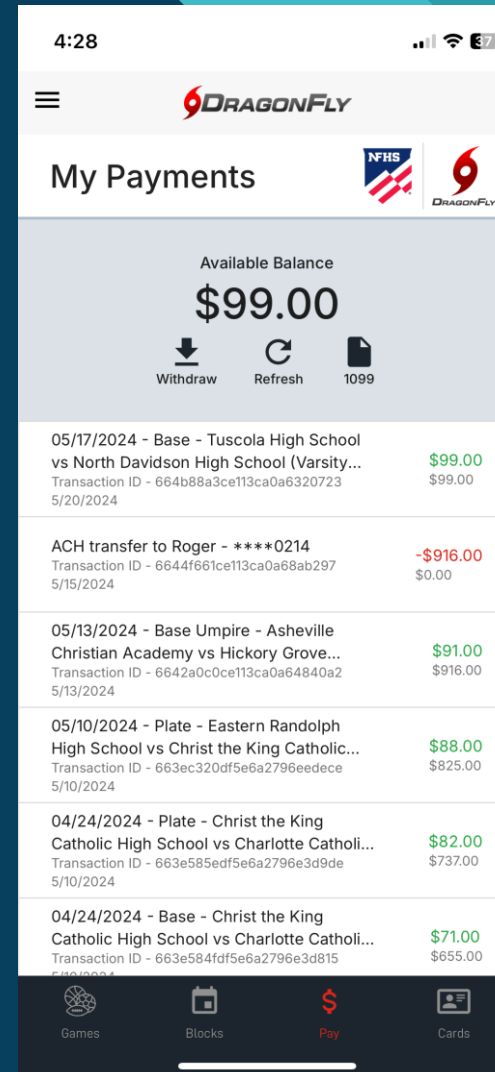 4:28
37
DRAGONFLY
My Payments
NFHS
DRAGONFLY
Available Balance
$99.00
Withdraw
Refresh
1099
05/17/2024 - Base - Tuscola High School
vs North Davidson High School (Varsity...
$99.00
Transaction ID - 664b88a3ce113ca0a6320723
$99.00
5/20/2024
ACH transfer to Roger - ****0214
-$916.00
Transaction ID - 6644f661ce113ca0a68ab297
$0.00
5/15/2024
05/13/2024 - Base Umpire - Asheville
Christian Academy vs Hickory Grove...
$91.00
Transaction ID - 6642a0c0ce113ca0a64840a2
$916.00
5/13/2024
05/10/2024 - Plate - Eastern Randolph
High School vs Christ the King Catholic...
$88.00
Transaction ID - 663ec320df5e6a2796eedece
$825.00
5/10/2024
04/24/2024 - Plate - Christ the King
Catholic High School vs Charlotte Catholi...
$82.00
Transaction ID - 663e585edf5e6a2796e3d9de
$737.00
5/10/2024
04/24/2024 - Base - Christ the King
Catholic High School vs Charlotte Catholi...
$71.00
Transaction ID - 663e584fdf5e6a2796e3d815
$655.00
5/10/2024
Games
Blocks
Pay
Cards